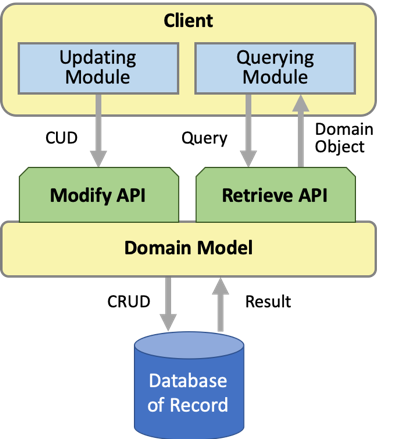 Client
Updating
Module
Querying
Module
CUD
Query
Domain
Object
Modify API
Retrieve API
Domain Model
CRUD
Result
Database
of Record